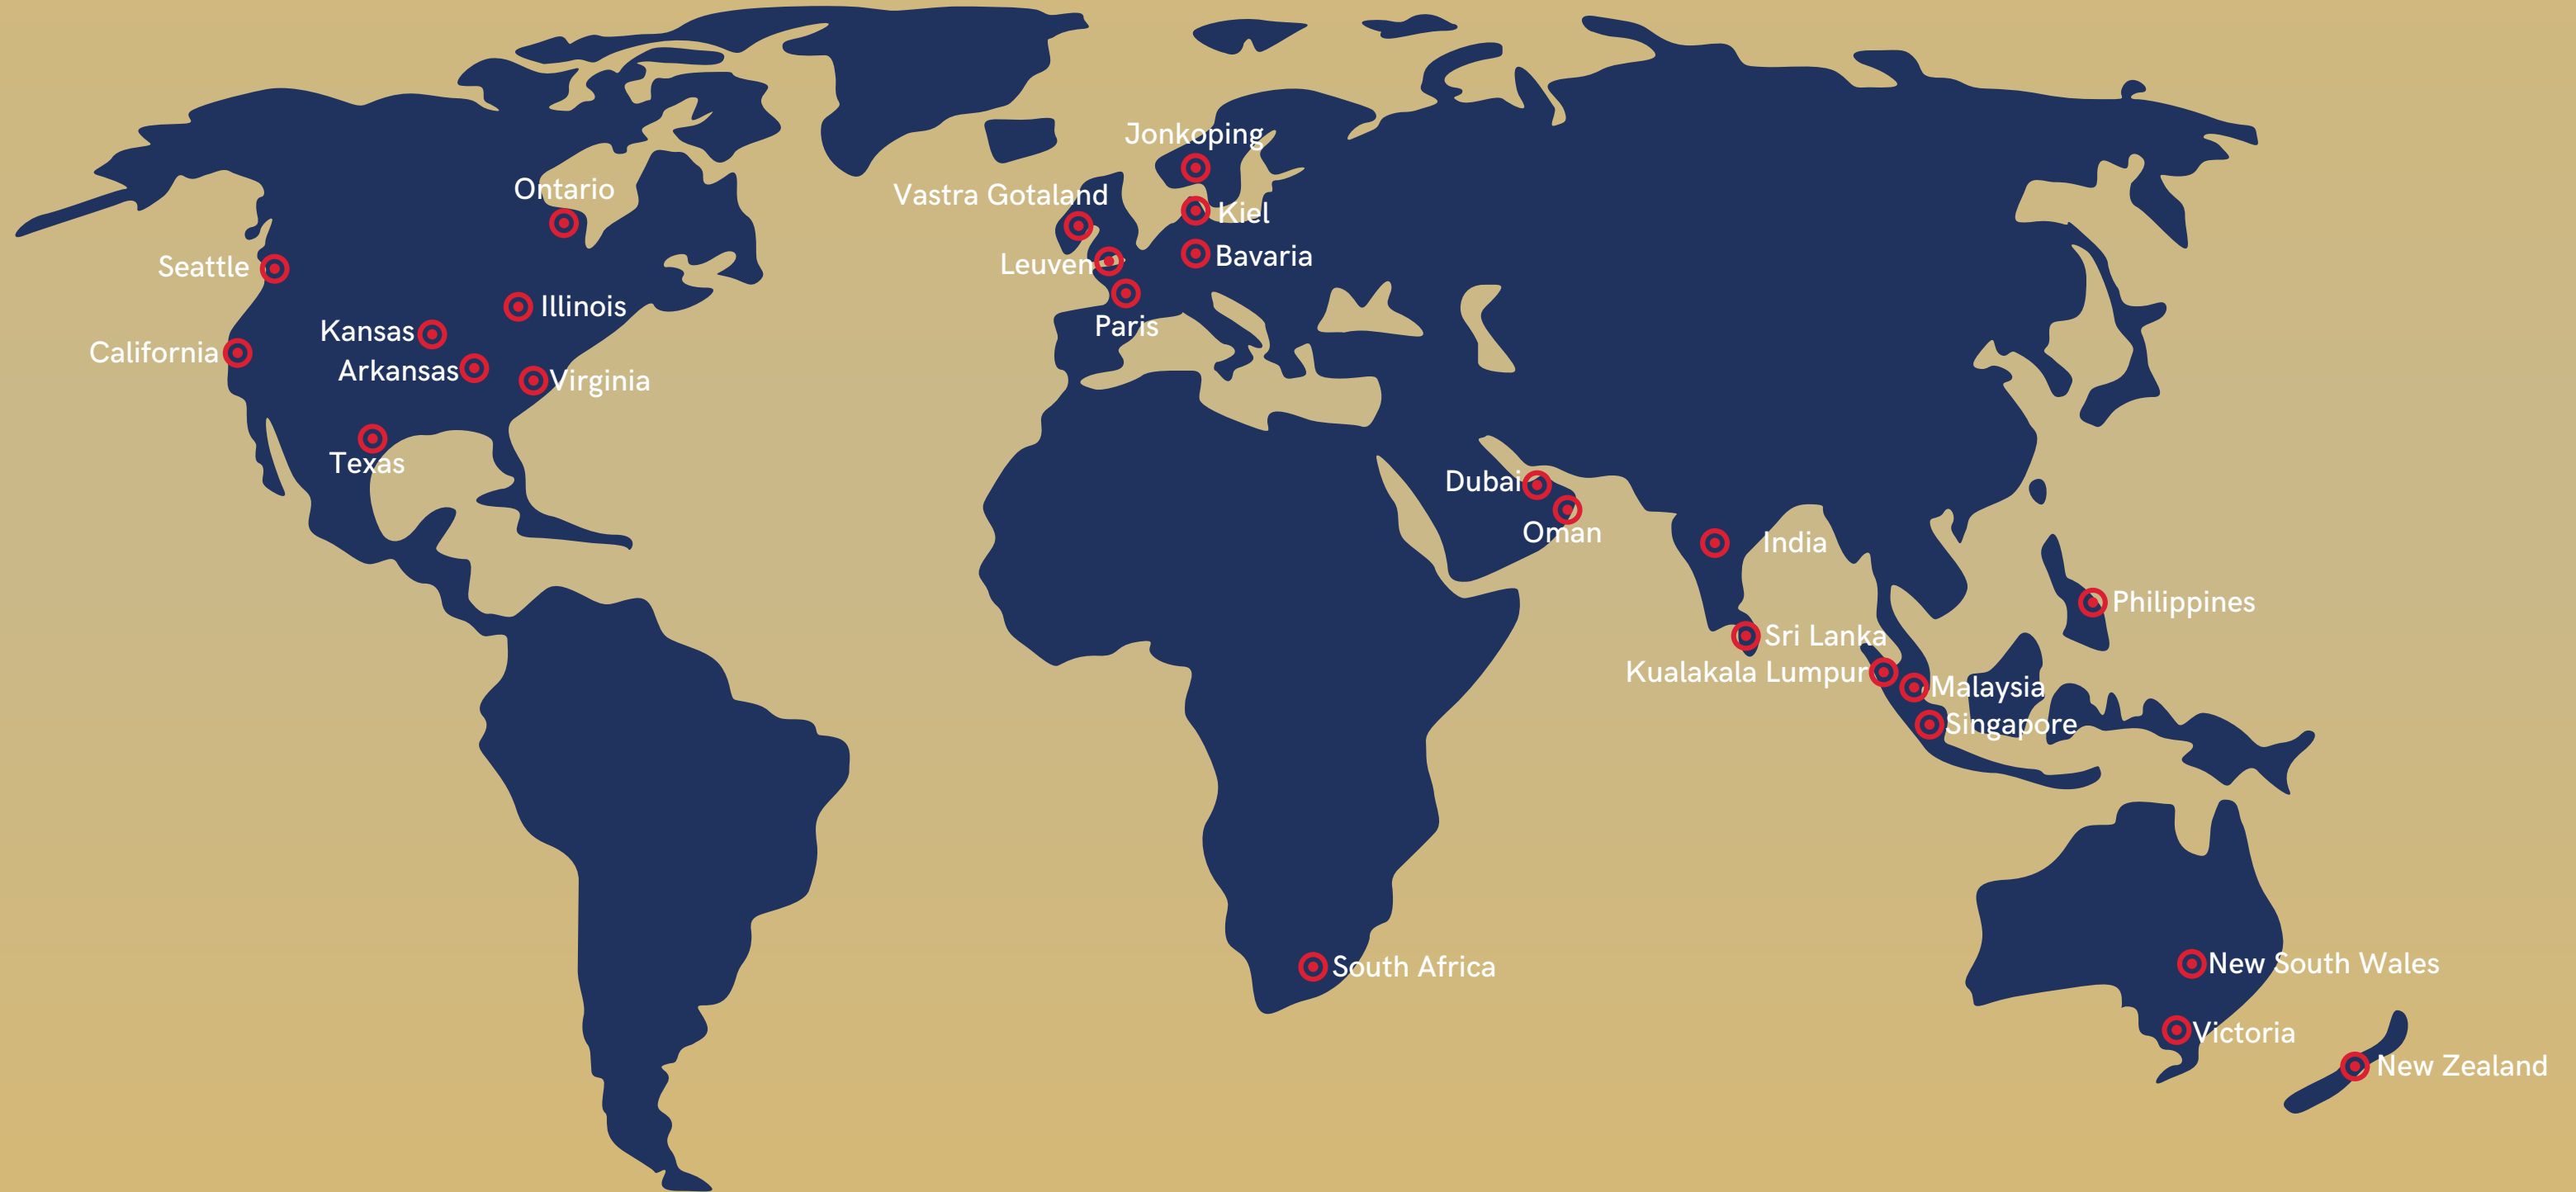 Jonkoping
Ontario
Vastra Gotaland
Kiel
Bavaria
Leuven
Seattle
Illinois
Paris
Kansas
California
Arkansas
Virginia
Texas
Dubai
Oman
India
Philippines
Sri Lanka
Kualakala Lumpur
Malaysia
Singapore
South Africa
New South Wales
Victoria
New Zealand